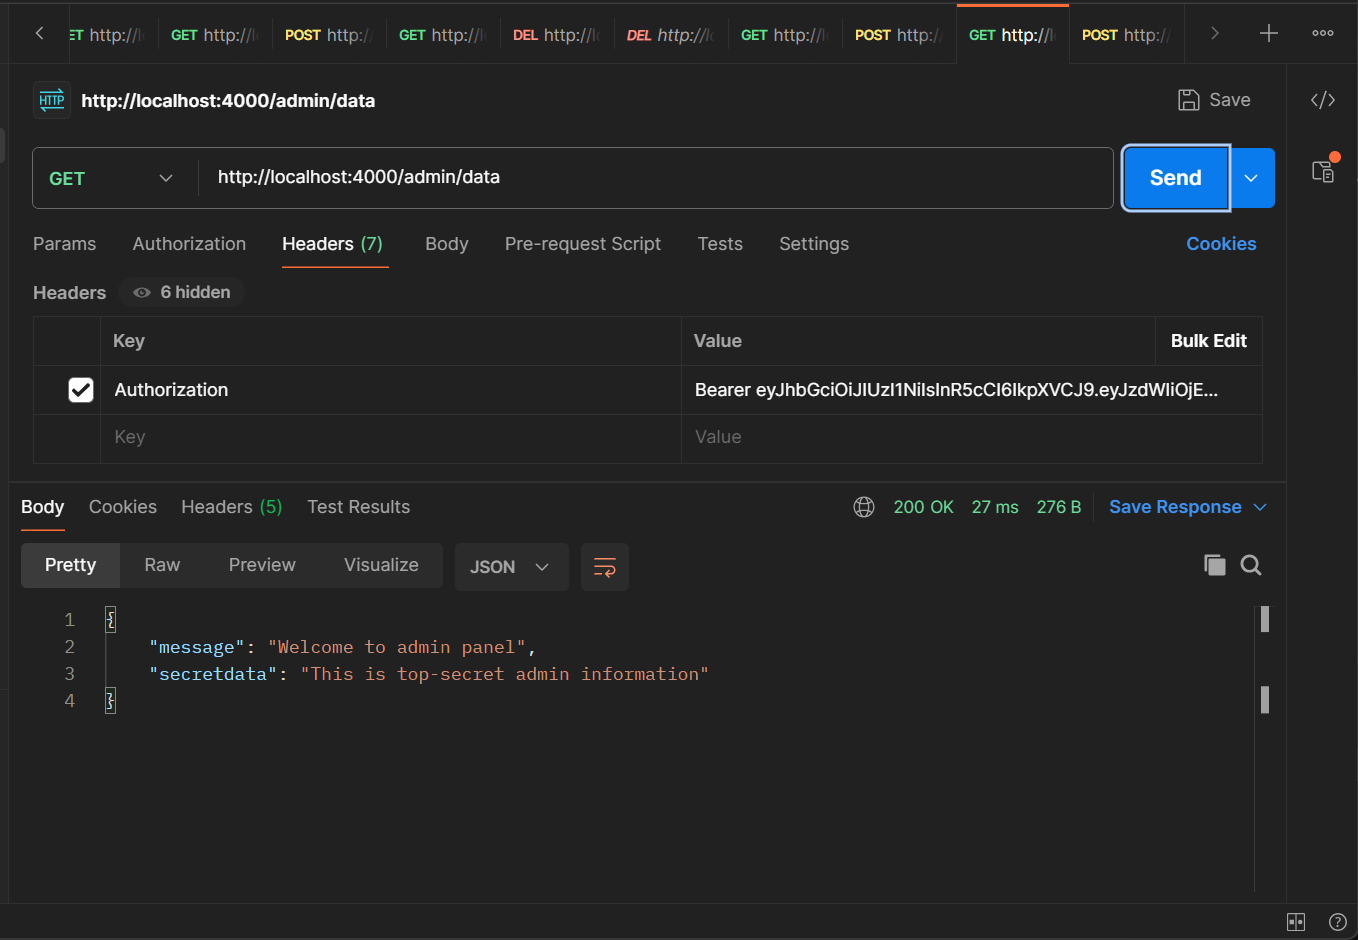 ET http://l
GET http://l
POST http:/
GET http://l
DEL http://l
DEL http://l
GET http://l
POST http:/
GET http://l
POST http:/
HTTP http://localhost:4000/admin/data
Save
GET http://localhost:4000/admin/data
Send
Params Authorization Headers (7) Body Pre-request Script Tests Settings Cookies
Headers 6 hidden
Key Value Bulk Edit
Authorization Bearer eyJhbGciOiJIUzI1NiIsInR5cCI6IkpXVCJ9.eyJzdWIiOjE...
Key Value
Body Cookies Headers (5) Test Results 200 OK 27 ms 276 B Save Response
Pretty Raw Preview Visualize JSON
1 {
2 "message": "Welcome to admin panel",
3 "secretdata": "This is top-secret admin information"
4 }